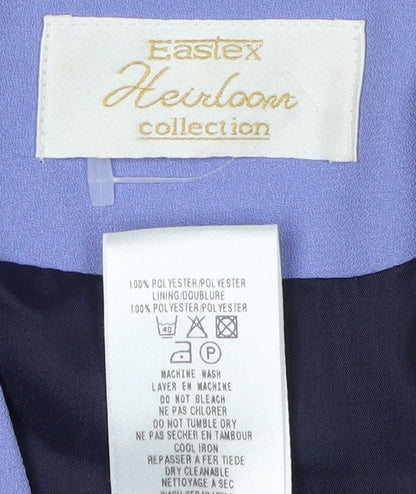 Eastex
Heirloom
collection
100% POLYESTER/POLYESTER
LINING/DOUBLURE
100% POLYESTER/POLYESTER
40
P
MACHINE WASH
LAVER EN MACHINE
DO NOT BLEACH
NE PAS CHLORER
DO NOT TUMBLE DRY
NE PAS SECHER EN TAMBOUR
COOL IRON
REPASSER A FER TIEDE
DRY CLEANABLE
NETTOYAGE A SEC
WASH SEPARATELY